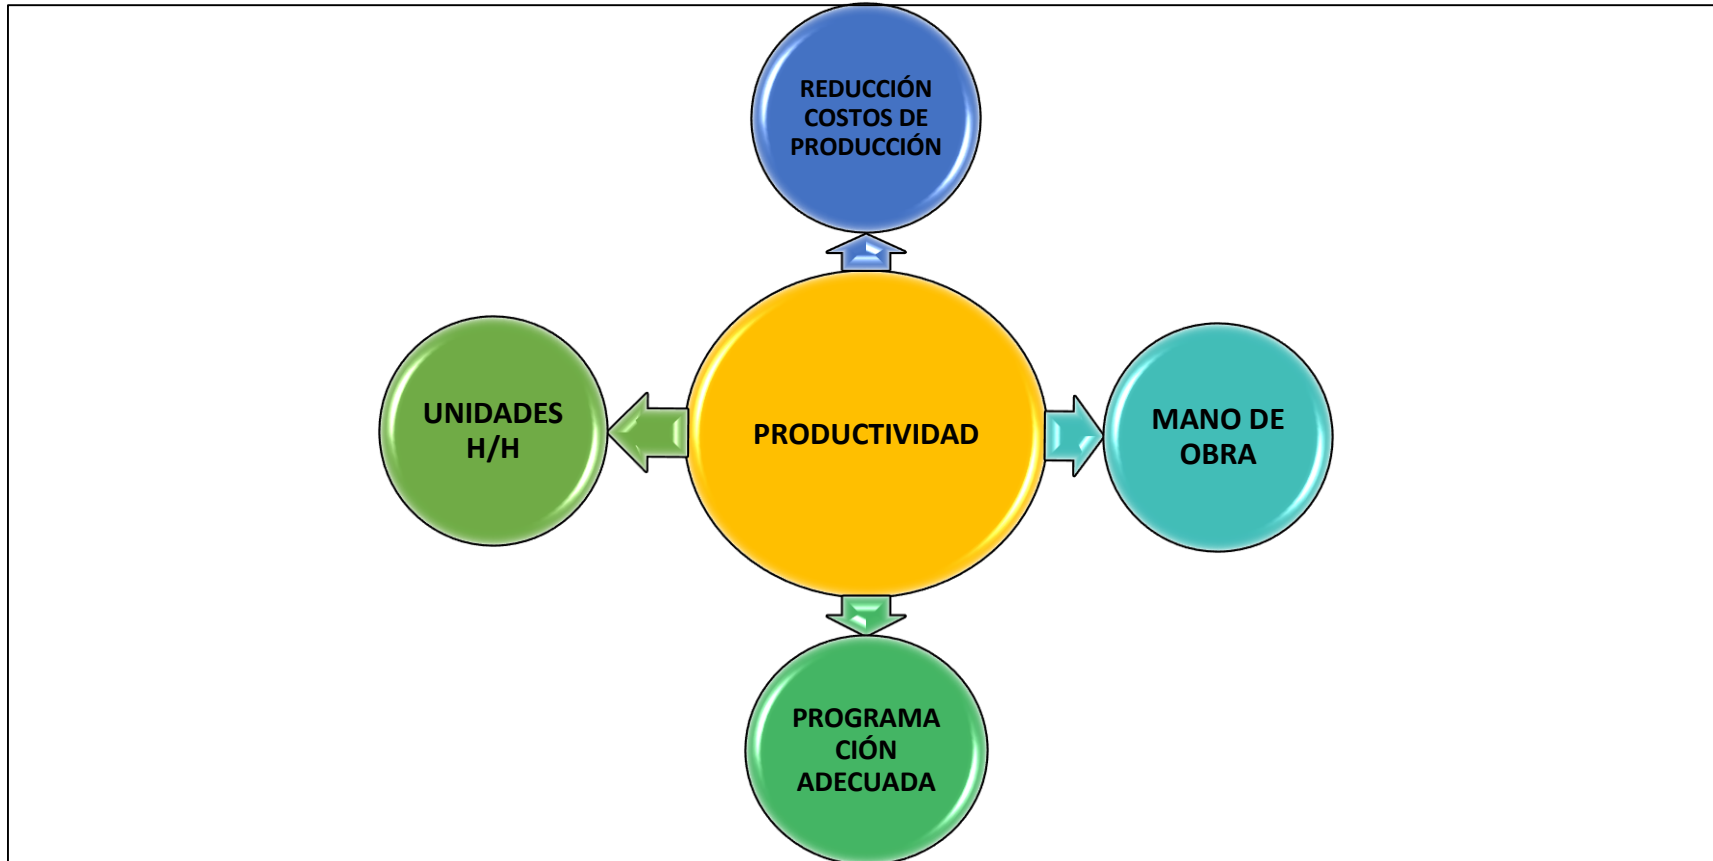 REDUCCIÓN
COSTOS DE
PRODUCCIÓN
UNIDADES
H/H
PRODUCTIVIDAD
MANO DE
OBRA
PROGRAMA
CIÓN
ADECUADA